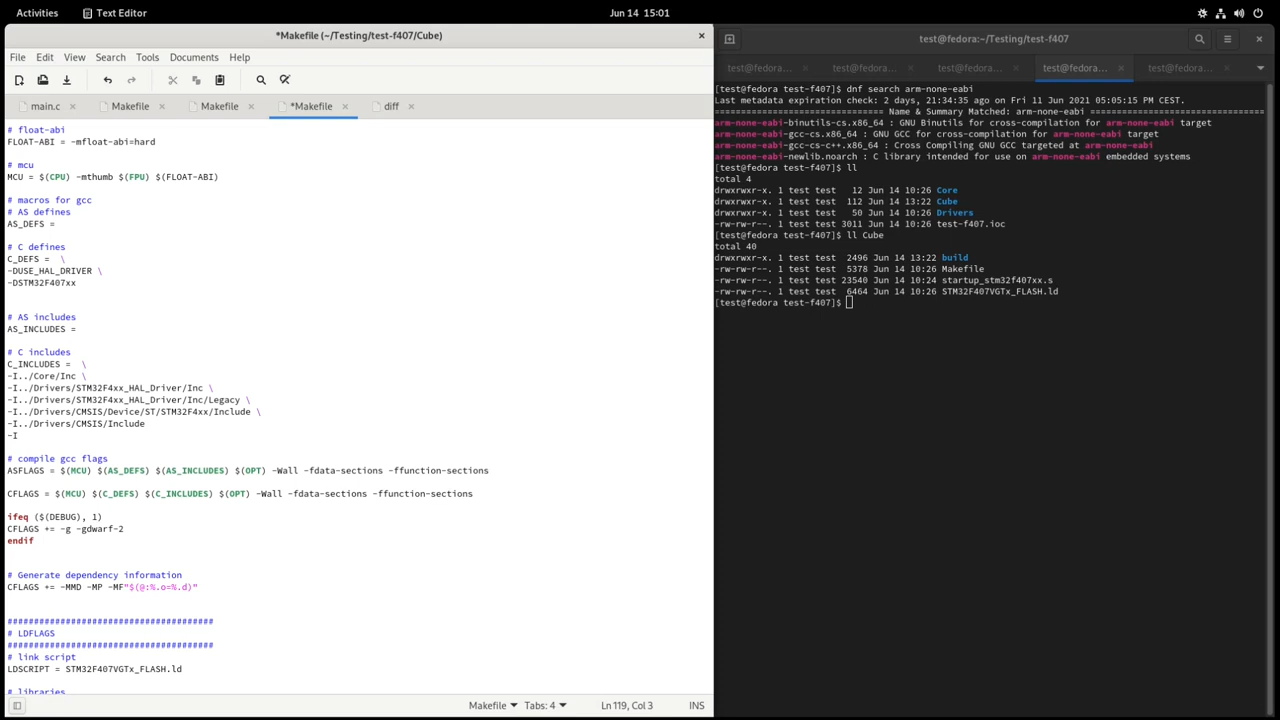 Activities
Text Editor
Jun 14 15:01
*Makefile (~/Testing/test-f407/Cube)
File Edit View Search Tools Documents Help
main.c Makefile Makefile *Makefile diff
# float-abi
FLOAT-ABI = -mfloat-abi=hard
# mcu
MCU = $(CPU) -mthumb $(FPU) $(FLOAT-ABI)
# macros for gcc
# AS defines
AS_DEFS =
# C defines
C_DEFS =  \
-DUSE_HAL_DRIVER \
-DSTM32F407xx
# AS includes
AS_INCLUDES =
# C includes
C_INCLUDES =  \
-I../Core/Inc \
-I../Drivers/STM32F4xx_HAL_Driver/Inc \
-I../Drivers/STM32F4xx_HAL_Driver/Inc/Legacy \
-I../Drivers/CMSIS/Device/ST/STM32F4xx/Include \
-I../Drivers/CMSIS/Include
-I
# compile gcc flags
ASFLAGS = $(MCU) $(AS_DEFS) $(AS_INCLUDES) $(OPT) -Wall -fdata-sections -ffunction-sections
CFLAGS = $(MCU) $(C_DEFS) $(C_INCLUDES) $(OPT) -Wall -fdata-sections -ffunction-sections
ifeq ($(DEBUG), 1)
CFLAGS += -g -gdwarf-2
endif
# Generate dependency information
CFLAGS += -MMD -MP -MF"$(@:%.o=%.d)"
#######################################
# LDFLAGS
#######################################
# link script
LDSCRIPT = STM32F407VGTx_FLASH.ld
# libraries
Makefile Tabs: 4 Ln 119, Col 3 INS
test@fedora:~/Testing/test-f407
test@fedora... test@fedora... test@fedora... test@fedora... test@fedora...
[test@fedora test-f407]$ dnf search arm-none-eabi
Last metadata expiration check: 2 days, 21:34:35 ago on Fri 11 Jun 2021 05:05:15 PM CEST.
============================== Name & Summary Matched: arm-none-eabi =================================
arm-none-eabi-binutils-cs.x86_64 : GNU Binutils for cross-compilation for arm-none-eabi target
arm-none-eabi-gcc-cs.x86_64 : GNU GCC for cross-compilation for arm-none-eabi target
arm-none-eabi-gcc-cs-c++.x86_64 : Cross Compiling GNU GCC targeted at arm-none-eabi
arm-none-eabi-newlib.noarch : C library intended for use on arm-none-eabi embedded systems
[test@fedora test-f407]$ ll
total 4
drwxrwxr-x. 1 test test   12 Jun 14 10:26 Core
drwxrwxr-x. 1 test test  112 Jun 14 13:22 Cube
drwxrwxr-x. 1 test test   50 Jun 14 10:26 Drivers
-rw-rw-r--. 1 test test 3011 Jun 14 10:26 test-f407.ioc
[test@fedora test-f407]$ ll Cube
total 40
drwxrwxr-x. 1 test test  2496 Jun 14 13:22 build
-rw-rw-r--. 1 test test  5378 Jun 14 10:26 Makefile
-rw-rw-r--. 1 test test 23540 Jun 14 10:24 startup_stm32f407xx.s
-rw-rw-r--. 1 test test  6464 Jun 14 10:26 STM32F407VGTx_FLASH.ld
[test@fedora test-f407]$